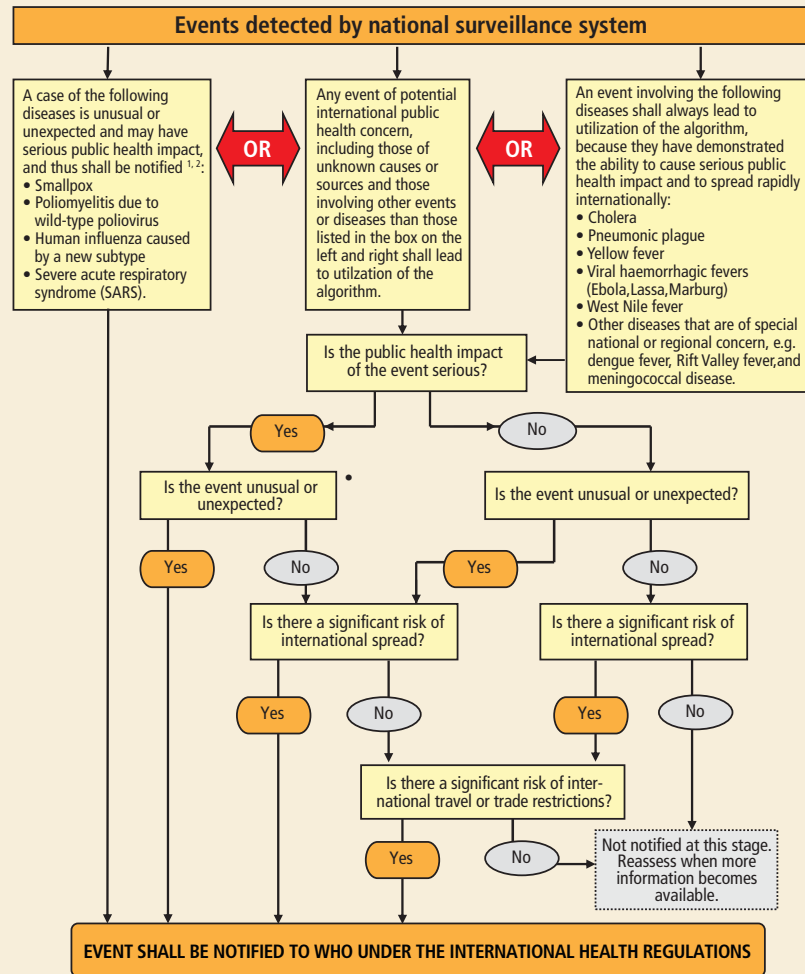 Events detected by national surveillance system
A case of the following
diseases is unusual or
unexpected and may have
serious public health impact,
and thus shall be notified 1, 2:
• Smallpox
• Poliomyelitis due to
wild-type poliovirus
• Human influenza caused
by a new subtype
• Severe acute respiratory
syndrome (SARS).
OR
Any event of potential
international public
health concern,
including those of
unknown causes or
sources and those
involving other events
or diseases than those
listed in the box on the
left and right shall lead
to utilzation of the
algorithm.
OR
An event involving the following
diseases shall always lead to
utilization of the algorithm,
because they have demonstrated
the ability to cause serious public
health impact and to spread rapidly
internationally:
• Cholera
• Pneumonic plague
• Yellow fever
• Viral haemorrhagic fevers
(Ebola,Lassa,Marburg)
• West Nile fever
• Other diseases that are of special
national or regional concern, e.g.
dengue fever, Rift Valley fever,and
meningococcal disease.
Is the public health impact
of the event serious?
Yes
No
Is the event unusual or
unexpected?
•
Is the event unusual or unexpected?
Yes
No
Yes
No
Is there a significant risk of
international spread?
Is there a significant risk of
international spread?
Yes
No
Yes
No
Is there a significant risk of inter-
national travel or trade restrictions?
Yes
No
Not notified at this stage.
Reassess when more
information becomes
available.
EVENT SHALL BE NOTIFIED TO WHO UNDER THE INTERNATIONAL HEALTH REGULATIONS